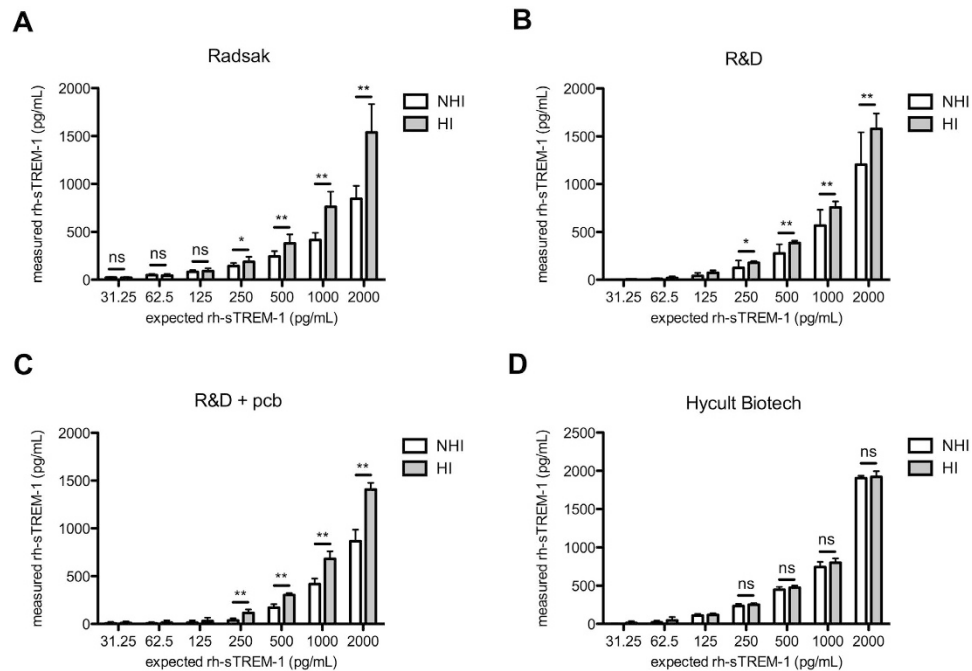 A
Radsak
measured rh-sTREM-1 (pg/mL)
2000
1500
1000
500
0
ns
ns
ns
*
**
**
**
NHI
HI
31.25 62.5 125 250 500 1000 2000
expected rh-sTREM-1 (pg/mL)
B
R&D
measured rh-sTREM-1 (pg/mL)
2000
1500
1000
500
0
*
**
**
**
NHI
HI
31.25 62.5 125 250 500 1000 2000
expected rh-sTREM-1 (pg/mL)
C
R&D + pcb
measured rh-sTREM-1 (pg/mL)
2000
1500
1000
500
0
**
**
**
**
NHI
HI
31.25 62.5 125 250 500 1000 2000
expected rh-sTREM-1 (pg/mL)
D
Hycult Biotech
measured rh-sTREM-1 (pg/mL)
2500
2000
1500
1000
500
0
ns
ns
ns
ns
NHI
HI
31.25 62.5 125 250 500 1000 2000
expected rh-sTREM-1 (pg/mL)